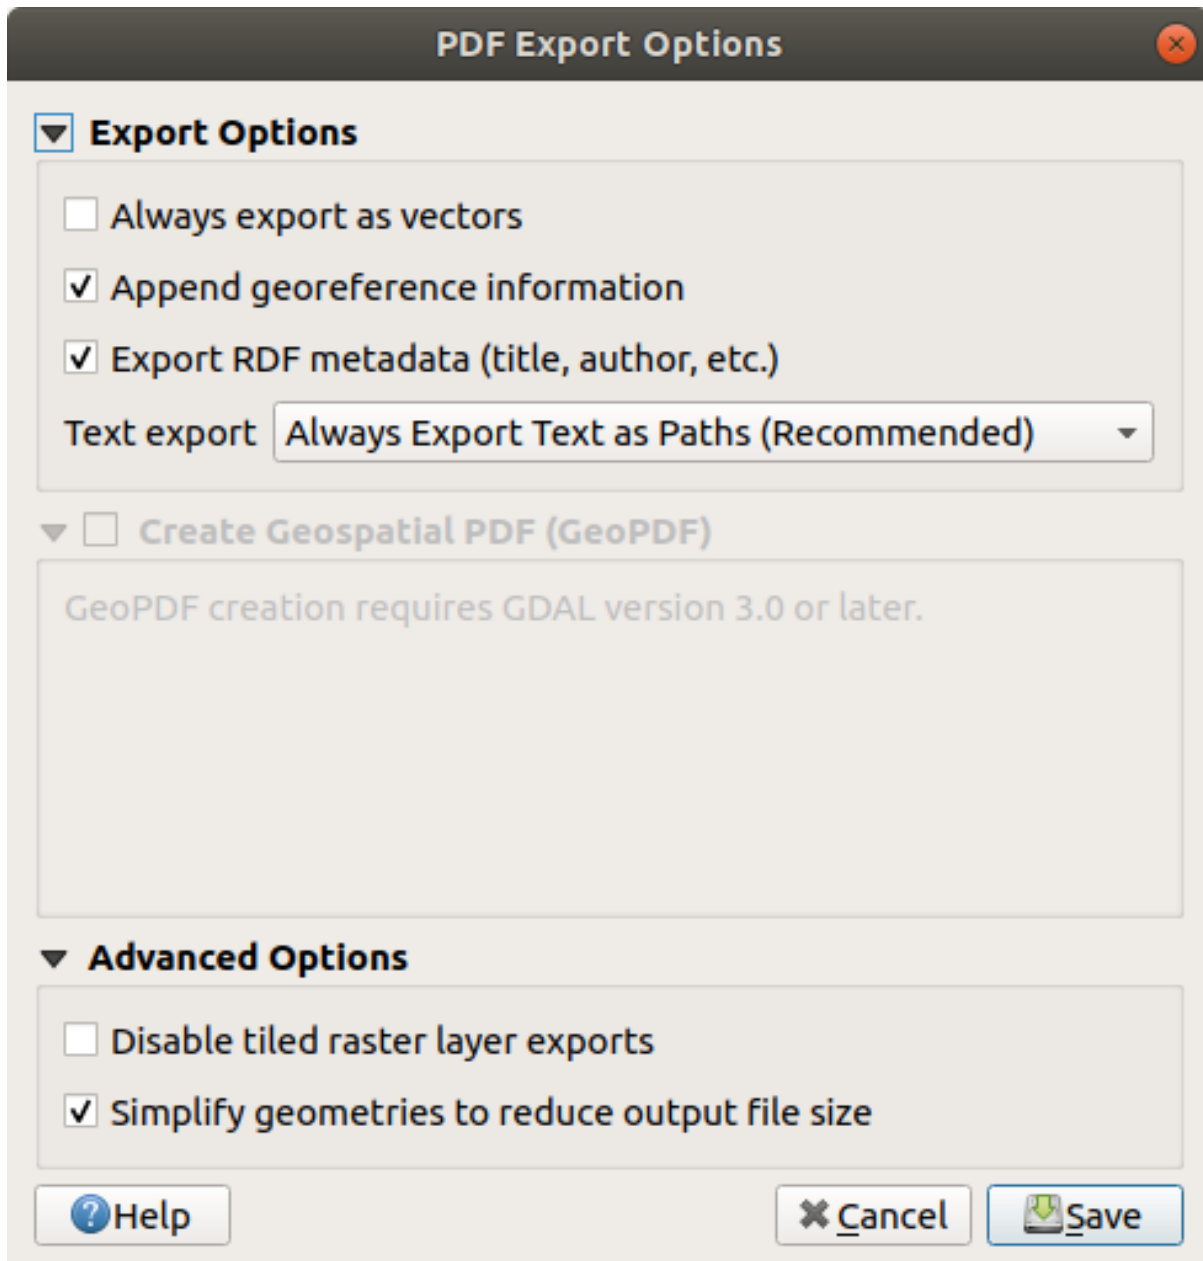 PDF Export Options
Export Options
Always export as vectors
Append georeference information
Export RDF metadata (title, author, etc.)
Text export Always Export Text as Paths (Recommended)
Create Geospatial PDF (GeoPDF)
GeoPDF creation requires GDAL version 3.0 or later.
Advanced Options
Disable tiled raster layer exports
Simplify geometries to reduce output file size
Help Cancel Save